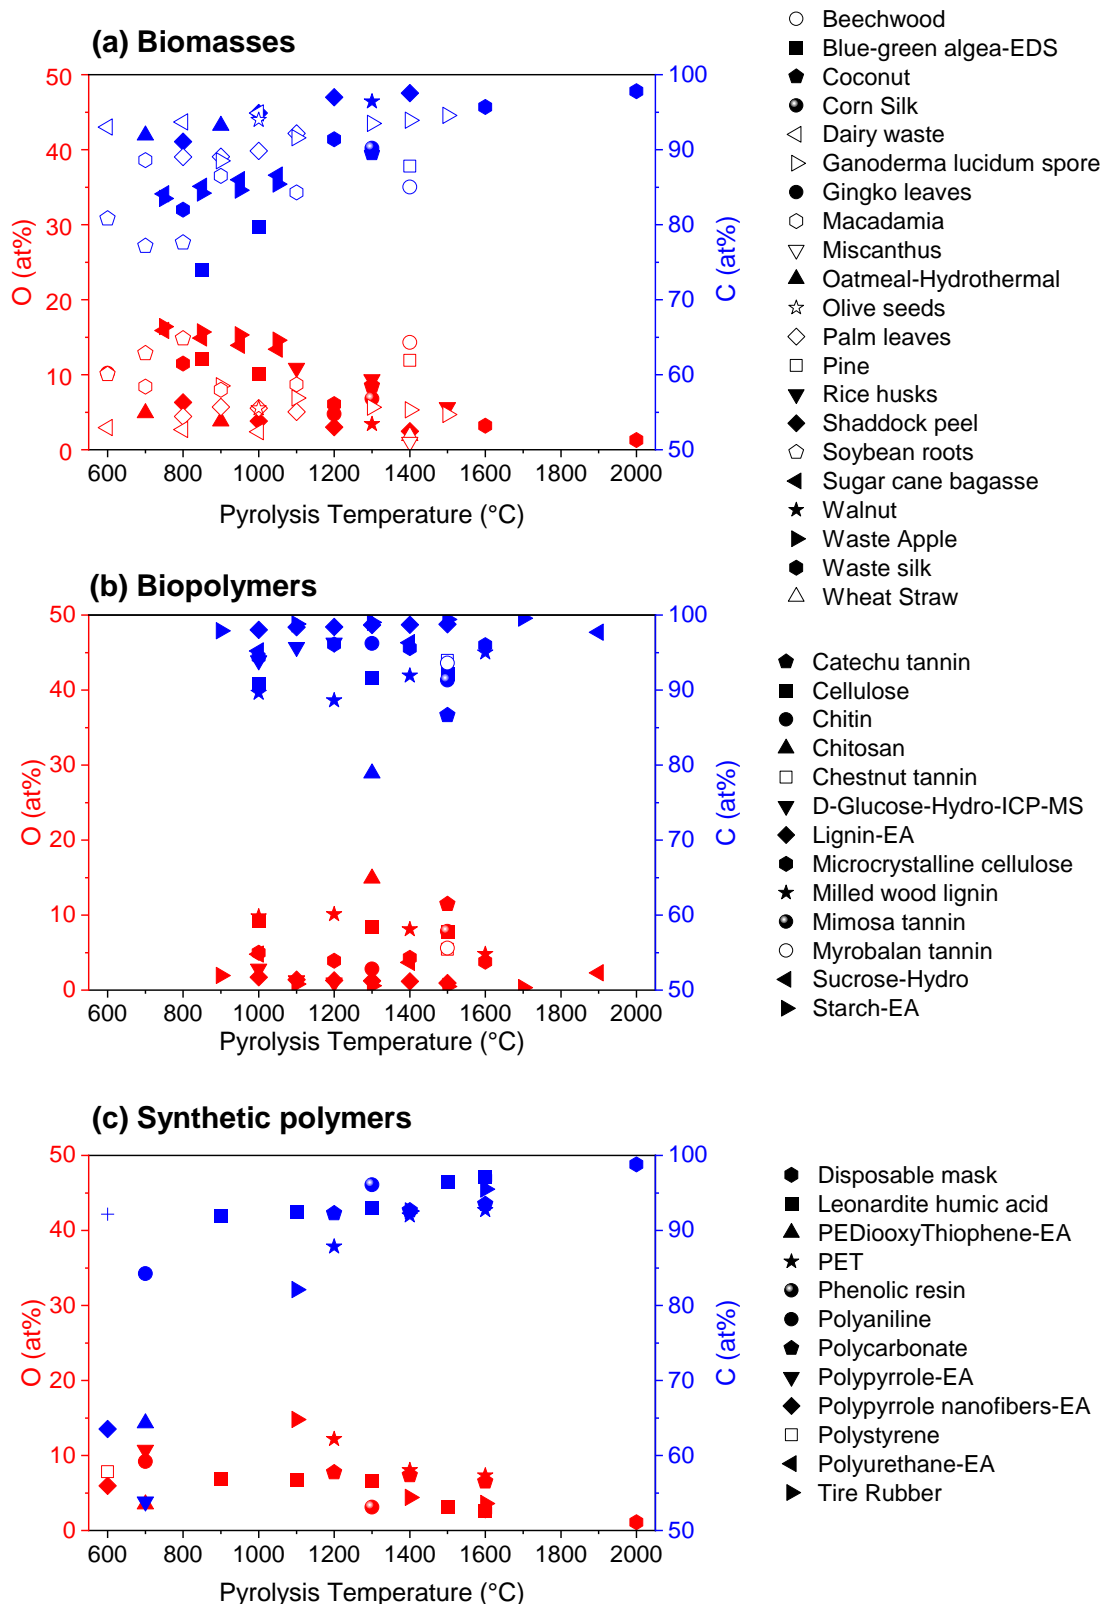 (a) Biomasses
50
40
30
20
10
0
O (at%)
100
90
80
70
60
50
C (at%)
600 800 1000 1200 1400 1600 1800 2000
Pyrolysis Temperature (°C)
Beechwood
Blue-green algea-EDS
Coconut
Corn Silk
Dairy waste
Ganoderma lucidum spore
Gingko leaves
Macadamia
Miscanthus
Oatmeal-Hydrothermal
Olive seeds
Palm leaves
Pine
Rice husks
Shaddock peel
Soybean roots
Sugar cane bagasse
Walnut
Waste Apple
Waste silk
Wheat Straw
(b) Biopolymers
50
40
30
20
10
0
O (at%)
100
90
80
70
60
50
C (at%)
600 800 1000 1200 1400 1600 1800 2000
Pyrolysis Temperature (°C)
Catechu tannin
Cellulose
Chitin
Chitosan
Chestnut tannin
D-Glucose-Hydro-ICP-MS
Lignin-EA
Microcrystalline cellulose
Milled wood lignin
Mimosa tannin
Myrobalan tannin
Sucrose-Hydro
Starch-EA
(c) Synthetic polymers
50
40
30
20
10
0
O (at%)
100
90
80
70
60
50
C (at%)
600 800 1000 1200 1400 1600 1800 2000
Pyrolysis Temperature (°C)
Disposable mask
Leonardite humic acid
PEDiooxyThiophene-EA
PET
Phenolic resin
Polyaniline
Polycarbonate
Polypyrrole-EA
Polypyrrole nanofibers-EA
Polystyrene
Polyurethane-EA
Tire Rubber